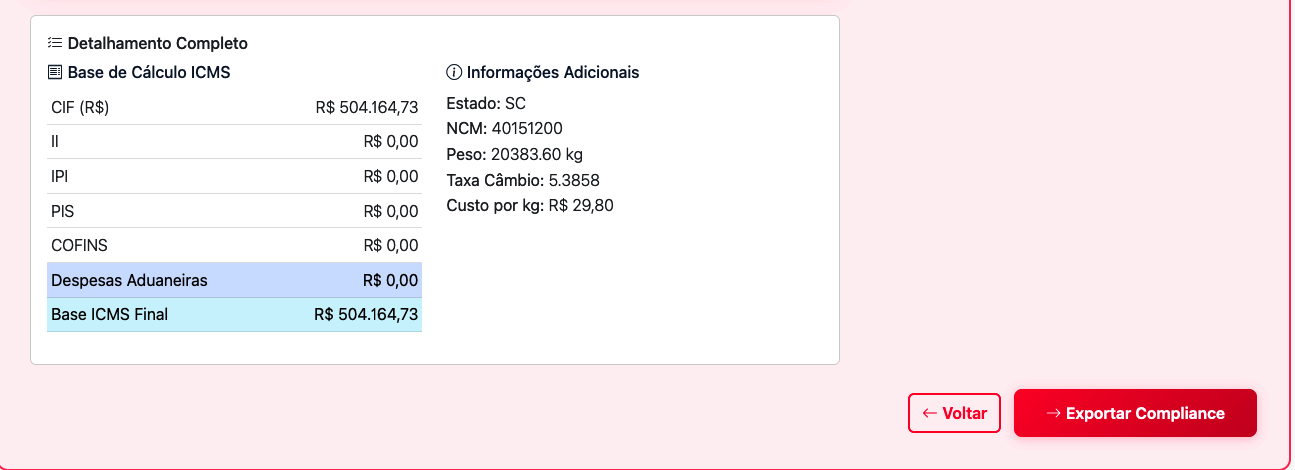 Detalhamento Completo
Base de Cálculo ICMS
CIF (R$) R$ 504.164,73
II R$ 0,00
IPI R$ 0,00
PIS R$ 0,00
COFINS R$ 0,00
Despesas Aduaneiras R$ 0,00
Base ICMS Final R$ 504.164,73
Informações Adicionais
Estado: SC
NCM: 40151200
Peso: 20383.60 kg
Taxa Câmbio: 5.3858
Custo por kg: R$ 29,80
← Voltar
→ Exportar Compliance